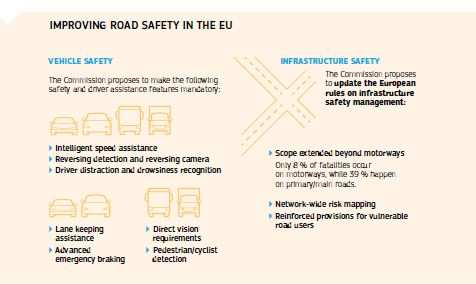 IMPROVING ROAD SAFETY IN THE EU
VEHICLE SAFETY
The Commission proposes to make the following
safety and driver assistance features mandatory:
Intelligent speed assistance
Reversing detection and reversing camera
Driver distraction and drowsiness recognition
Lane keeping
assistance
Advanced
emergency braking
Direct vision
requirements
Pedestrian/cyclist
detection
INFRASTRUCTURE SAFETY
The Commission proposes
to update the European
rules on infrastructure
safety management:
Scope extended beyond motorways
Only 8 % of fatalities occur
on motorways, while 39 % happen
on primary/main roads.
Network-wide risk mapping
Reinforced provisions for vulnerable
road users